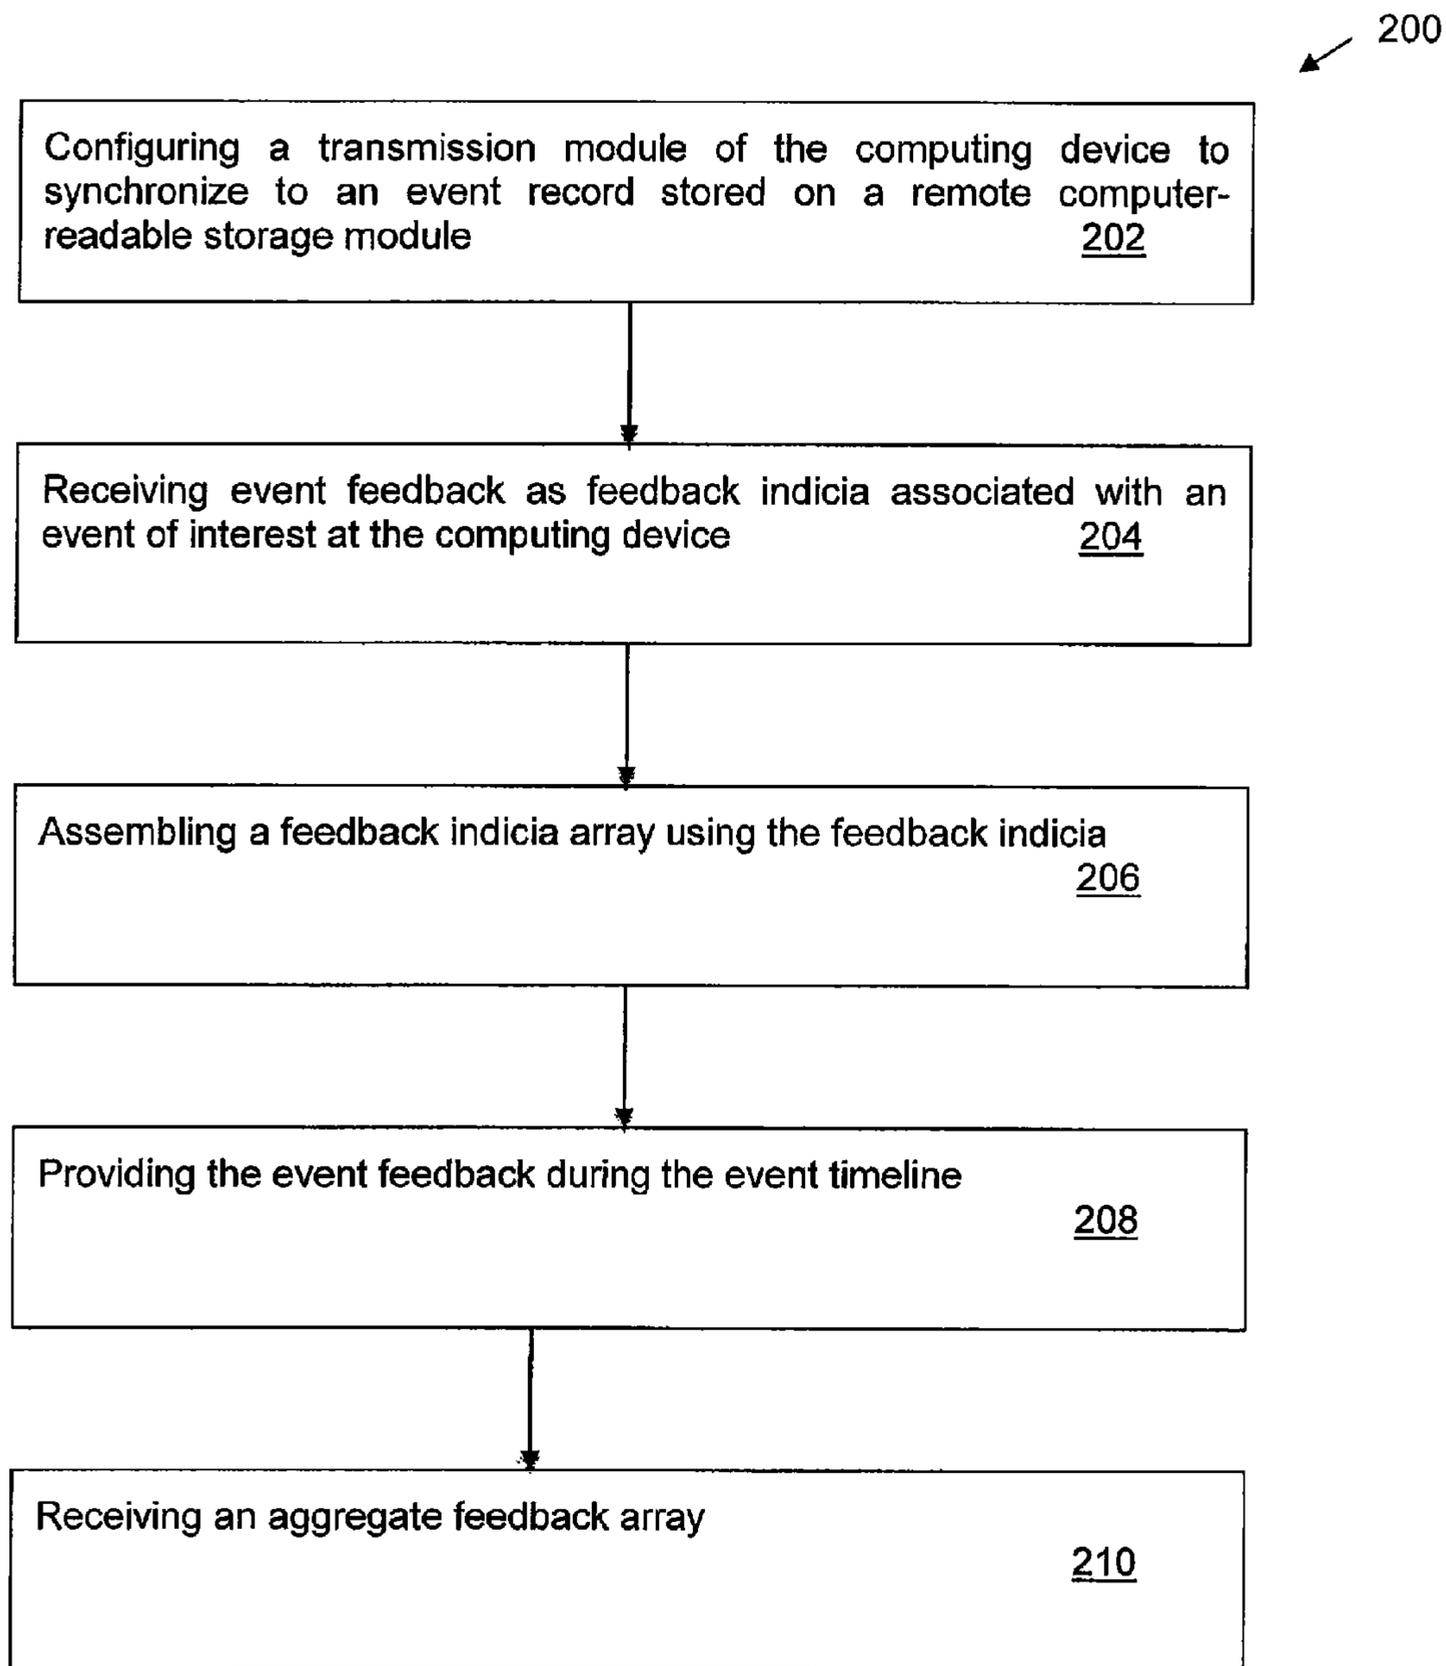 200
Configuring a transmission module of the computing device to
synchronize to an event record stored on a remote computer-
readable storage module 202
Receiving event feedback as feedback indicia associated with an
event of interest at the computing device 204
Assembling a feedback indicia array using the feedback indicia
206
Providing the event feedback during the event timeline
208
Receiving an aggregate feedback array
210